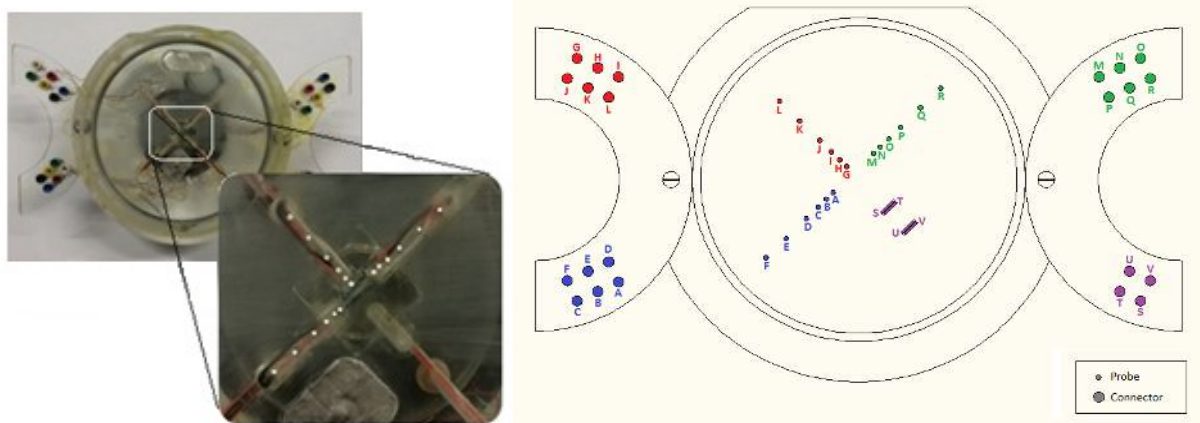 G H I
J K L
O
M N
R
P Q
L
K
J
I
H
G
R
Q
P
O
N
M
A
B
C
D
E
F
S T
U V
D
E
F
A
B
C
U V
T S
Probe
Connector